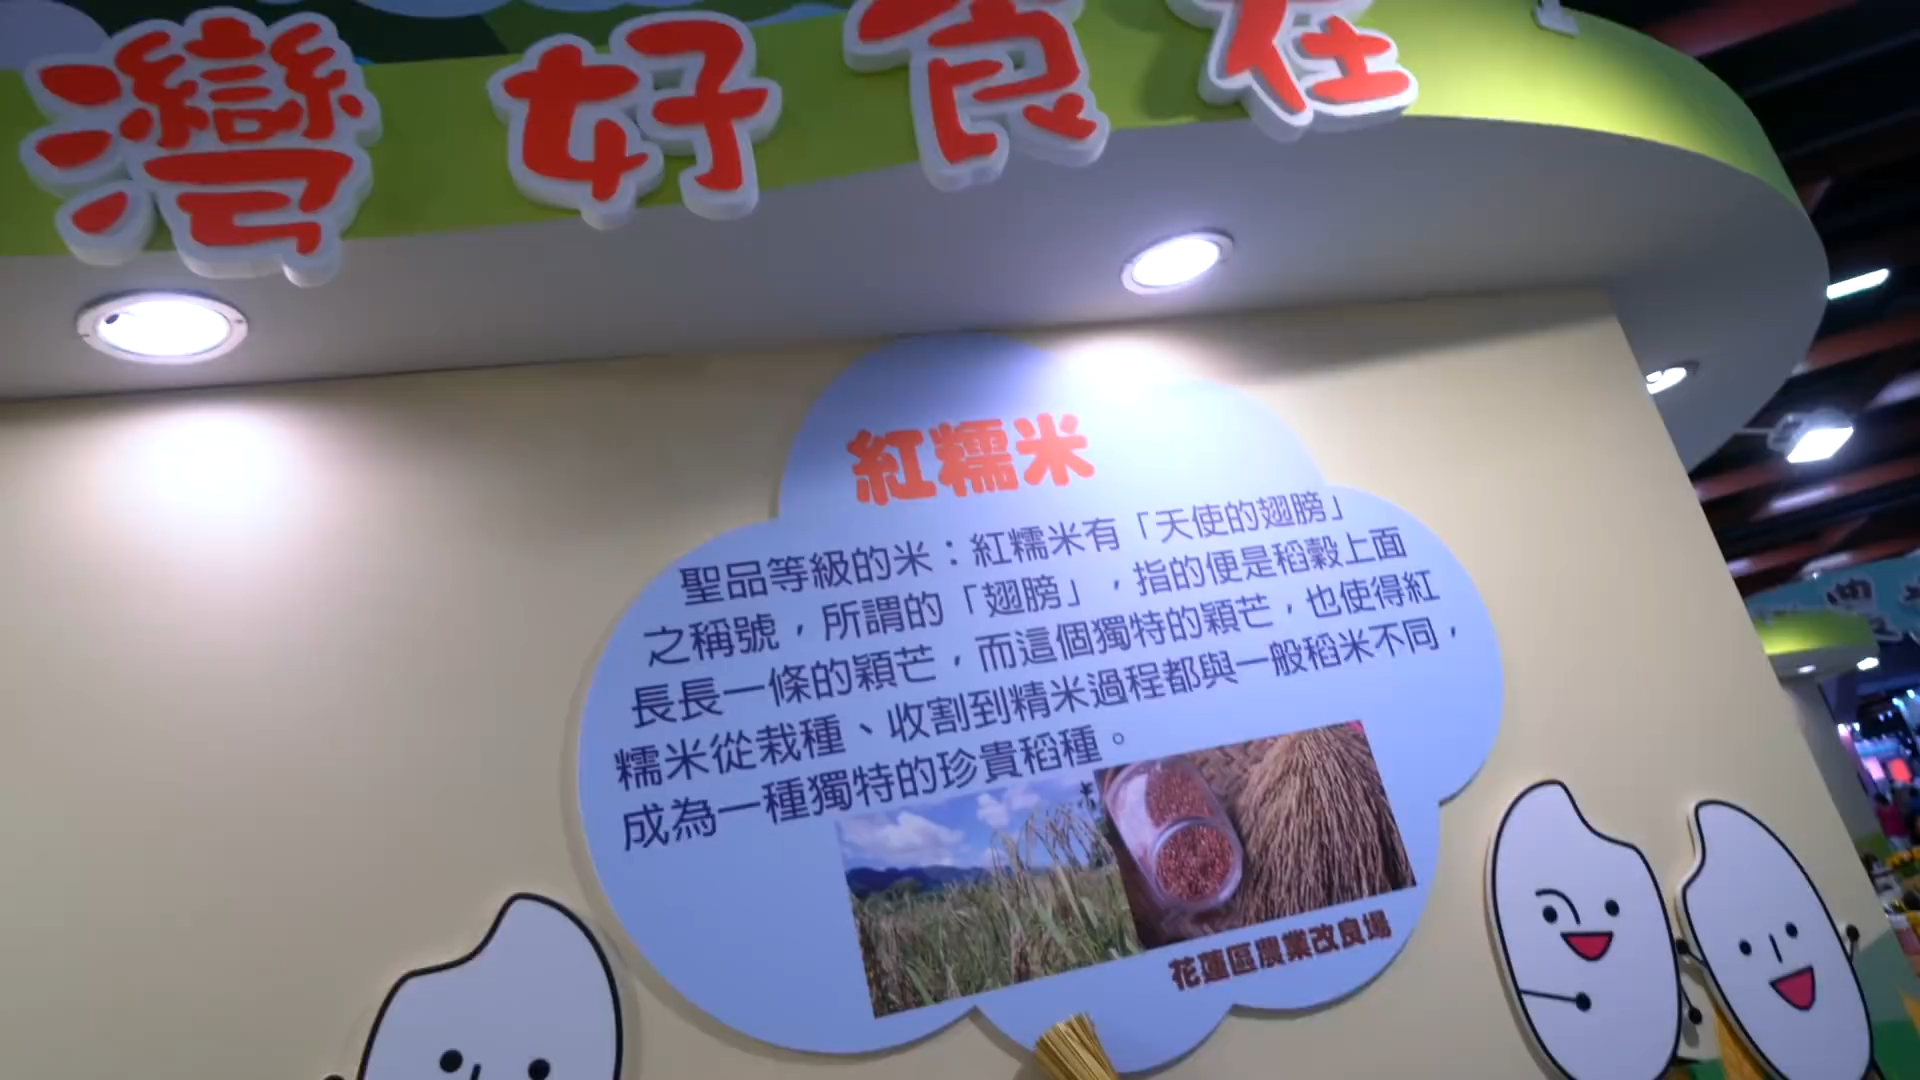 灣好食在
紅糯米
聖品等級的米：紅糯米有「天使的翅膀」
之稱號，所謂的「翅膀」，指的便是稻穀上面
長長一條的穎芒，而這個獨特的穎芒，也使得紅
糯米從栽種、收割到精米過程都與一般稻米不同，
成為一種獨特的珍貴稻種。
花蓮區農業改良場